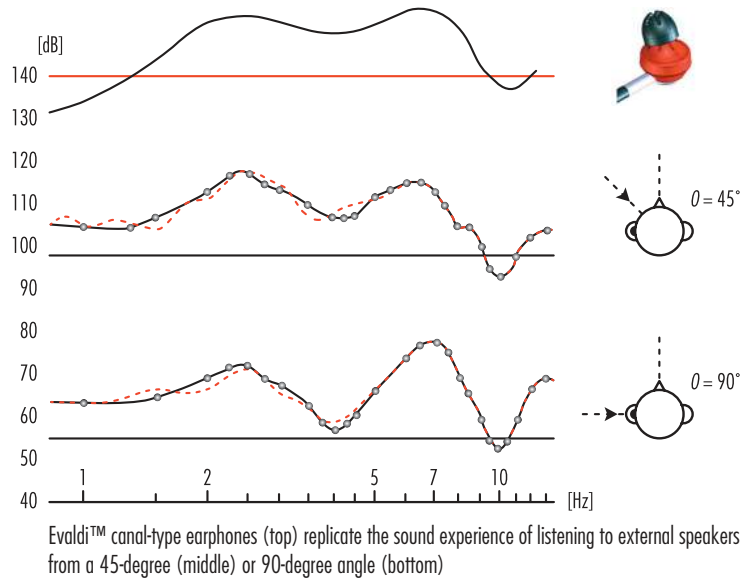 [dB]
140
130
120
110
100
90
80
70
60
50
40
θ = 45°
θ = 90°
1 2 5 7 10
[Hz]
Evaldi™ canal-type earphones (top) replicate the sound experience of listening to external speakers
from a 45-degree (middle) or 90-degree angle (bottom)